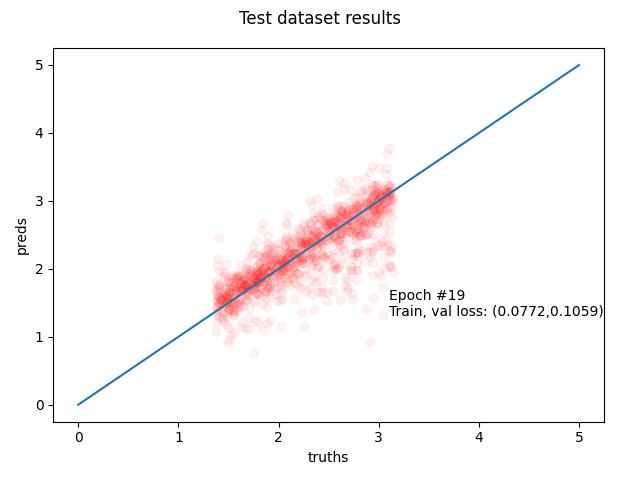 Test dataset results
preds
5
4
3
2
1
0
Epoch #19
Train, val loss: (0.0772,0.1059)
0 1 2 3 4 5
truths